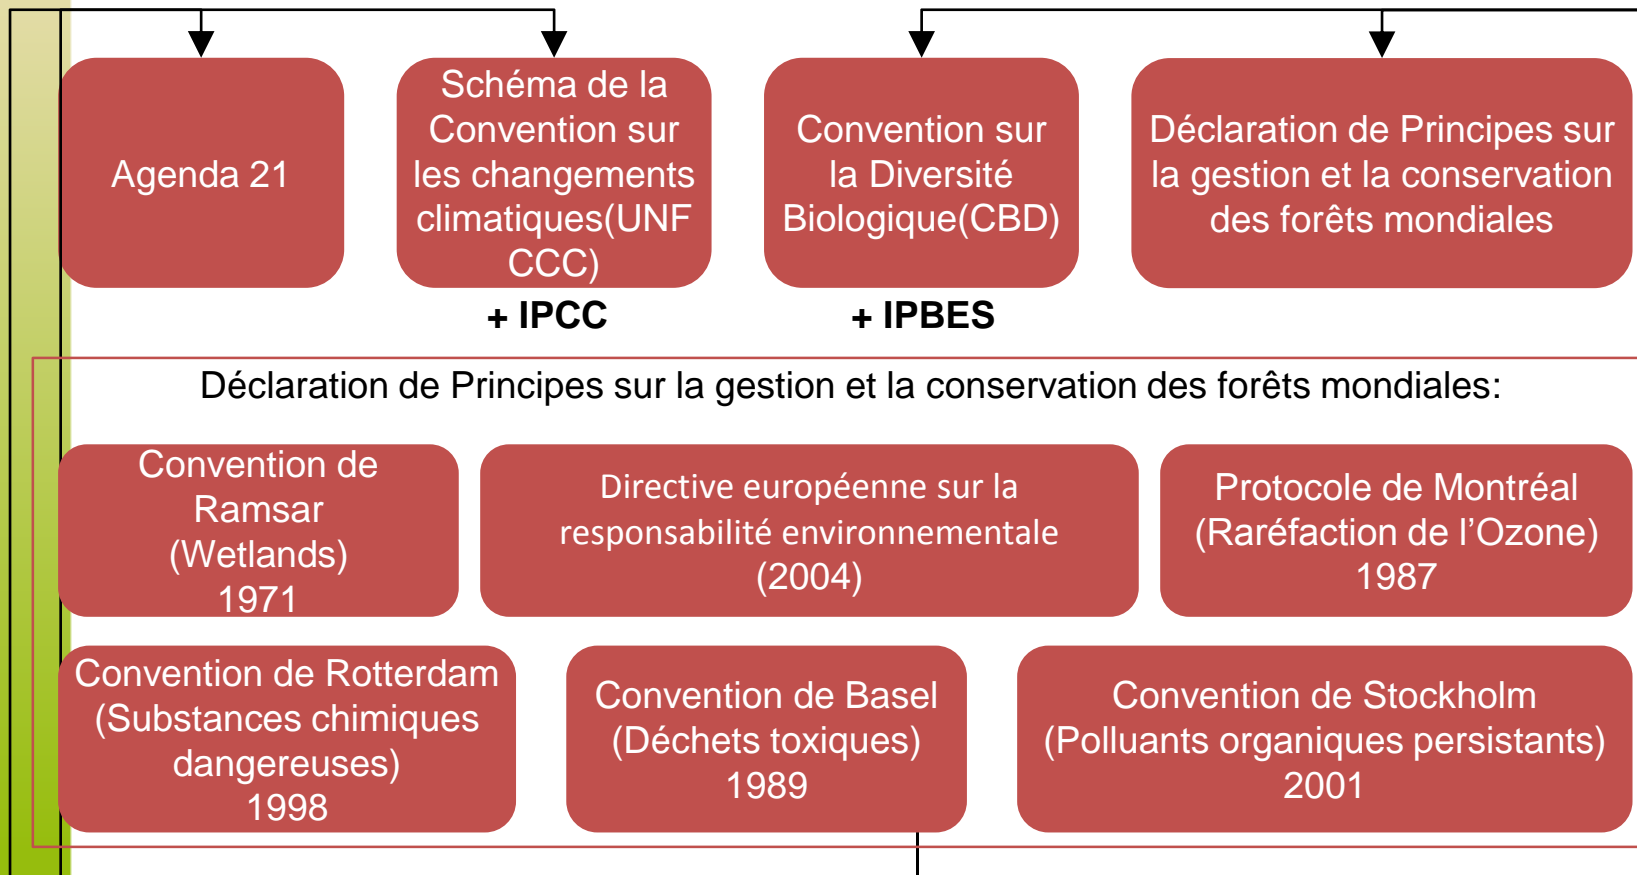 Agenda 21
Schéma de la
Convention sur
les changements
climatiques(UNF
CCC)
Convention sur
la Diversité
Biologique(CBD)
Déclaration de Principes sur
la gestion et la conservation
des forêts mondiales
+ IPCC
+ IPBES
Déclaration de Principes sur la gestion et la conservation des forêts mondiales:
Convention de
Ramsar
(Wetlands)
1971
Directive européenne sur la
responsabilité environnementale
(2004)
Protocole de Montréal
(Raréfaction de l’Ozone)
1987
Convention de Rotterdam
(Substances chimiques
dangereuses)
1998
Convention de Basel
(Déchets toxiques)
1989
Convention de Stockholm
(Polluants organiques persistants)
2001